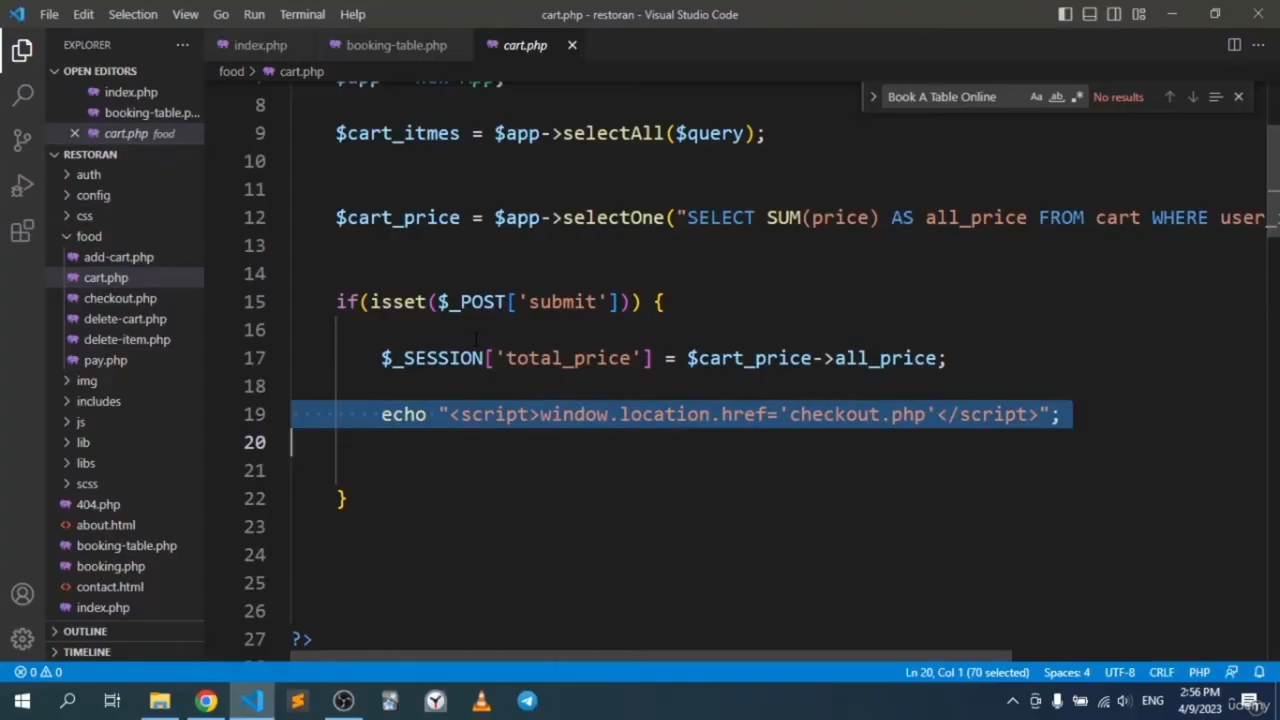 File Edit Selection View Go Run Terminal Help cart.php - restoran - Visual Studio Code
EXPLORER
index.php booking-table.php cart.php
OPEN EDITORS
index.php
booking-table.p...
cart.php food
RESTORAN
auth
config
css
food
add-cart.php
cart.php
checkout.php
delete-cart.php
delete-item.php
pay.php
img
includes
js
lib
libs
scss
404.php
about.html
booking-table.php
booking.php
contact.html
index.php
OUTLINE
TIMELINE
food > cart.php
Book A Table Online Aa ab No results
8
9 $cart_itmes = $app->selectAll($query);
10
11
12 $cart_price = $app->selectOne("SELECT SUM(price) AS all_price FROM cart WHERE user_
13
14
15 if(isset($_POST['submit'])) {
16
17 $_SESSION['total_price'] = $cart_price->all_price;
18
19 echo "<script>window.location.href='checkout.php'</script>";
20
21
22 }
23
24
25
26
27 ?>
0 0 Ln 20, Col 1 (70 selected) Spaces: 4 UTF-8 CRLF PHP
ENG 2:56 PM
4/9/2023
udemy